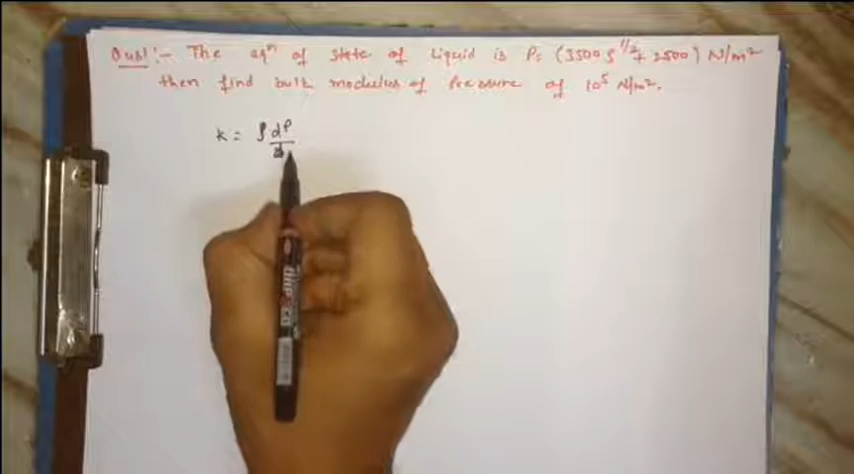 Ques!:- The eqⁿ of state of liquid is P= (3500 ρ^1/2 + 2500) N/m²
then find bulk modulus of Pressure of 10⁵ N/m².
k = ρ dP/d